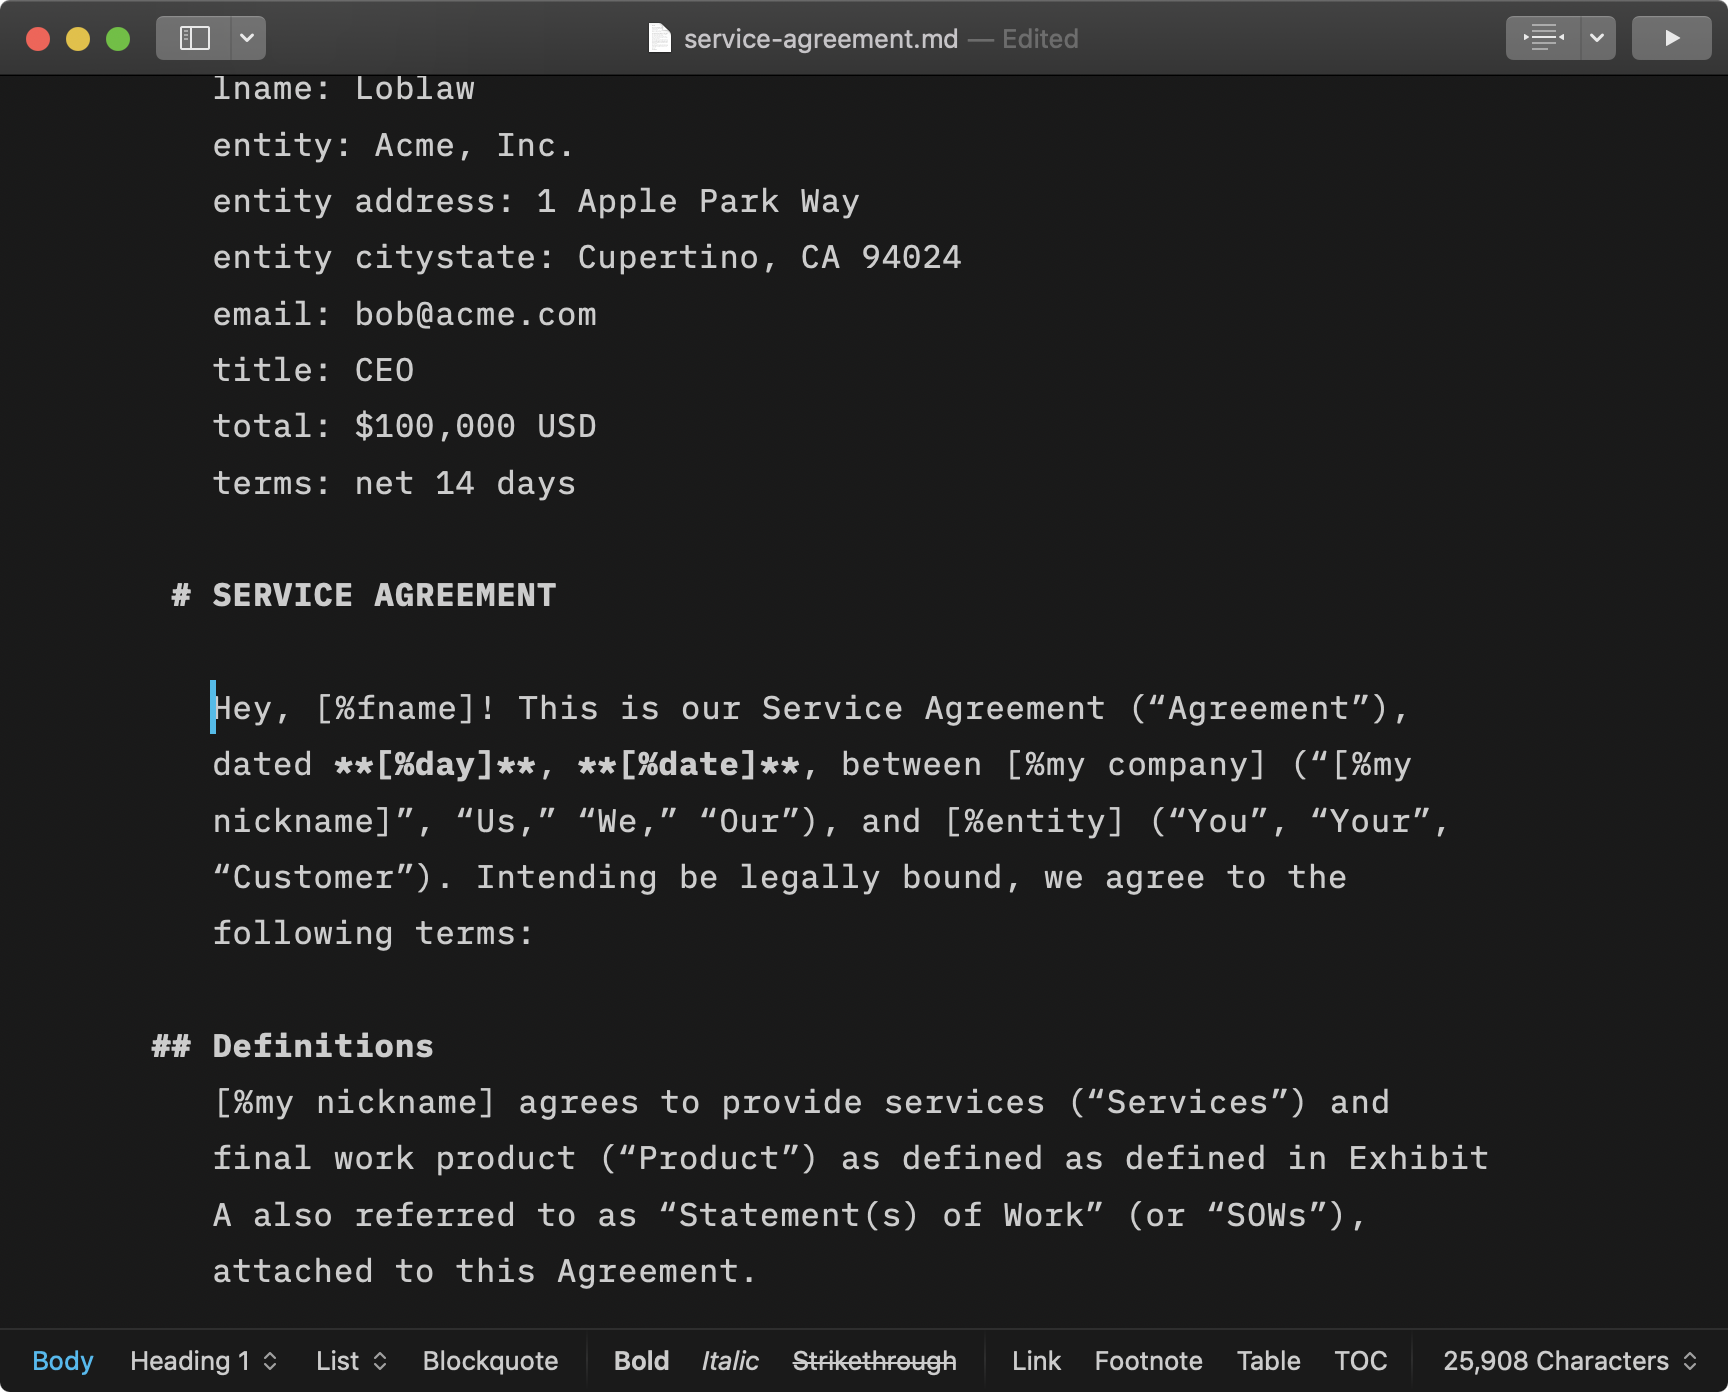 service-agreement.md — Edited
lname: Loblaw
entity: Acme, Inc.
entity address: 1 Apple Park Way
entity citystate: Cupertino, CA 94024
email: bob@acme.com
title: CEO
total: $100,000 USD
terms: net 14 days
# SERVICE AGREEMENT
Hey, [%fname]! This is our Service Agreement (“Agreement”),
dated **[%day]**, **[%date]**, between [%my company] (“[%my
nickname]”, “Us,” “We,” “Our”), and [%entity] (“You”, “Your”,
“Customer”). Intending be legally bound, we agree to the
following terms:
## Definitions
[%my nickname] agrees to provide services (“Services”) and
final work product (“Product”) as defined as defined in Exhibit
A also referred to as “Statement(s) of Work” (or “SOWs”),
attached to this Agreement.
Body Heading 1 List Blockquote Bold Italic Strikethrough Link Footnote Table TOC 25,908 Characters